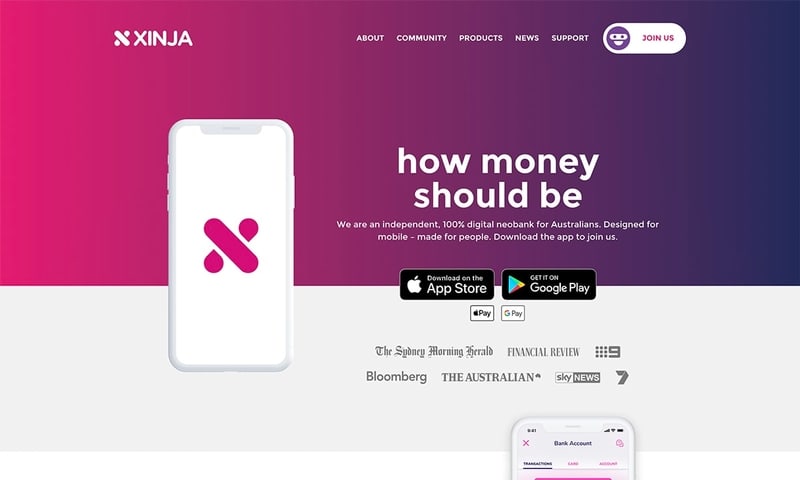 XINJA
ABOUT COMMUNITY PRODUCTS NEWS SUPPORT JOIN US
how money
should be
We are an independent, 100% digital neobank for Australians. Designed for
mobile – made for people. Download the app to join us.
Download on the
App Store
GET IT ON
Google Play
Pay
G Pay
The Sydney Morning Herald FINANCIAL REVIEW 9
Bloomberg THE AUSTRALIAN sky NEWS 7
9:41
Bank Account
TRANSACTIONS CARD ACCOUNT